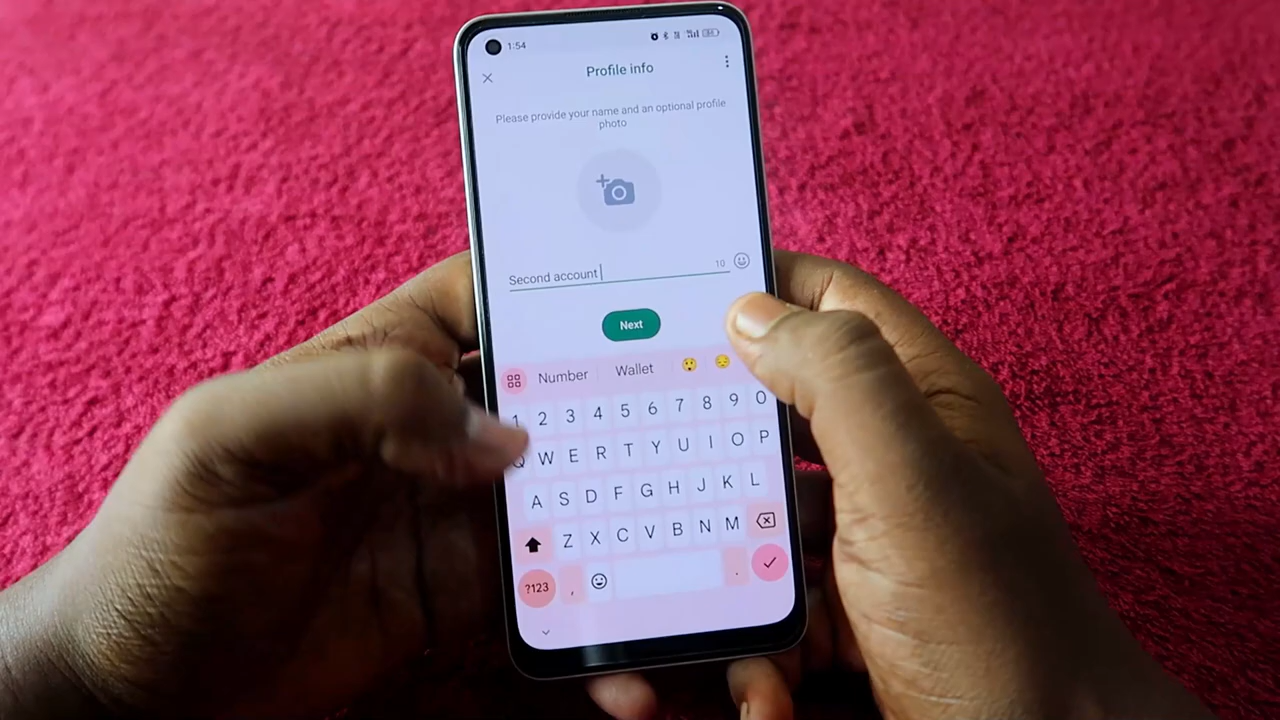 1:54
Profile info
Please provide your name and an optional profile
photo
Second account
10
Next
Number Wallet
1 2 3 4 5 6 7 8 9 0
Q W E R T Y U I O P
A S D F G H J K L
Z X C V B N M
?123 , .